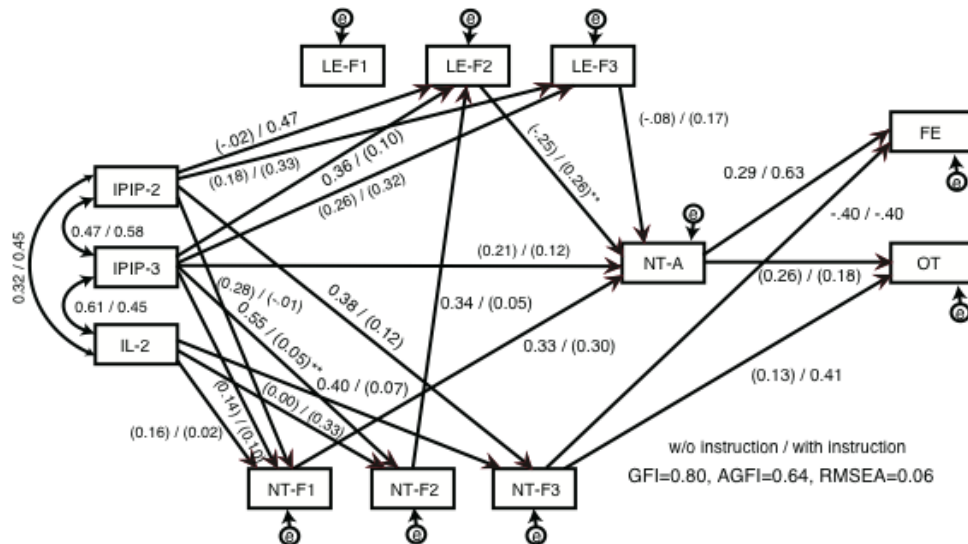 e
e
e
LE-F1
LE-F2
LE-F3
(-.02) / 0.47
(0.18) / (0.33)
0.36 / (0.10)
(0.26) / (0.32)
(-.25) / (0.26)**
(-.08) / (0.17)
FE
e
0.29 / 0.63
-.40 / -.40
IPIP-2
0.32 / 0.45
0.47 / 0.58
IPIP-3
0.61 / 0.45
IL-2
e
(0.21) / (0.12)
NT-A
(0.26) / (0.18)
OT
e
(0.28) / (-.01)
0.55 / (0.05)**
0.38 / (0.12)
0.34 / (0.05)
0.33 / (0.30)
(0.13) / 0.41
0.40 / (0.07)
(0.00) / (0.33)
(0.14) / (0.10)
(0.16) / (0.02)
w/o instruction / with instruction
GFI=0.80, AGFI=0.64, RMSEA=0.06
NT-F1
NT-F2
NT-F3
e
e
e